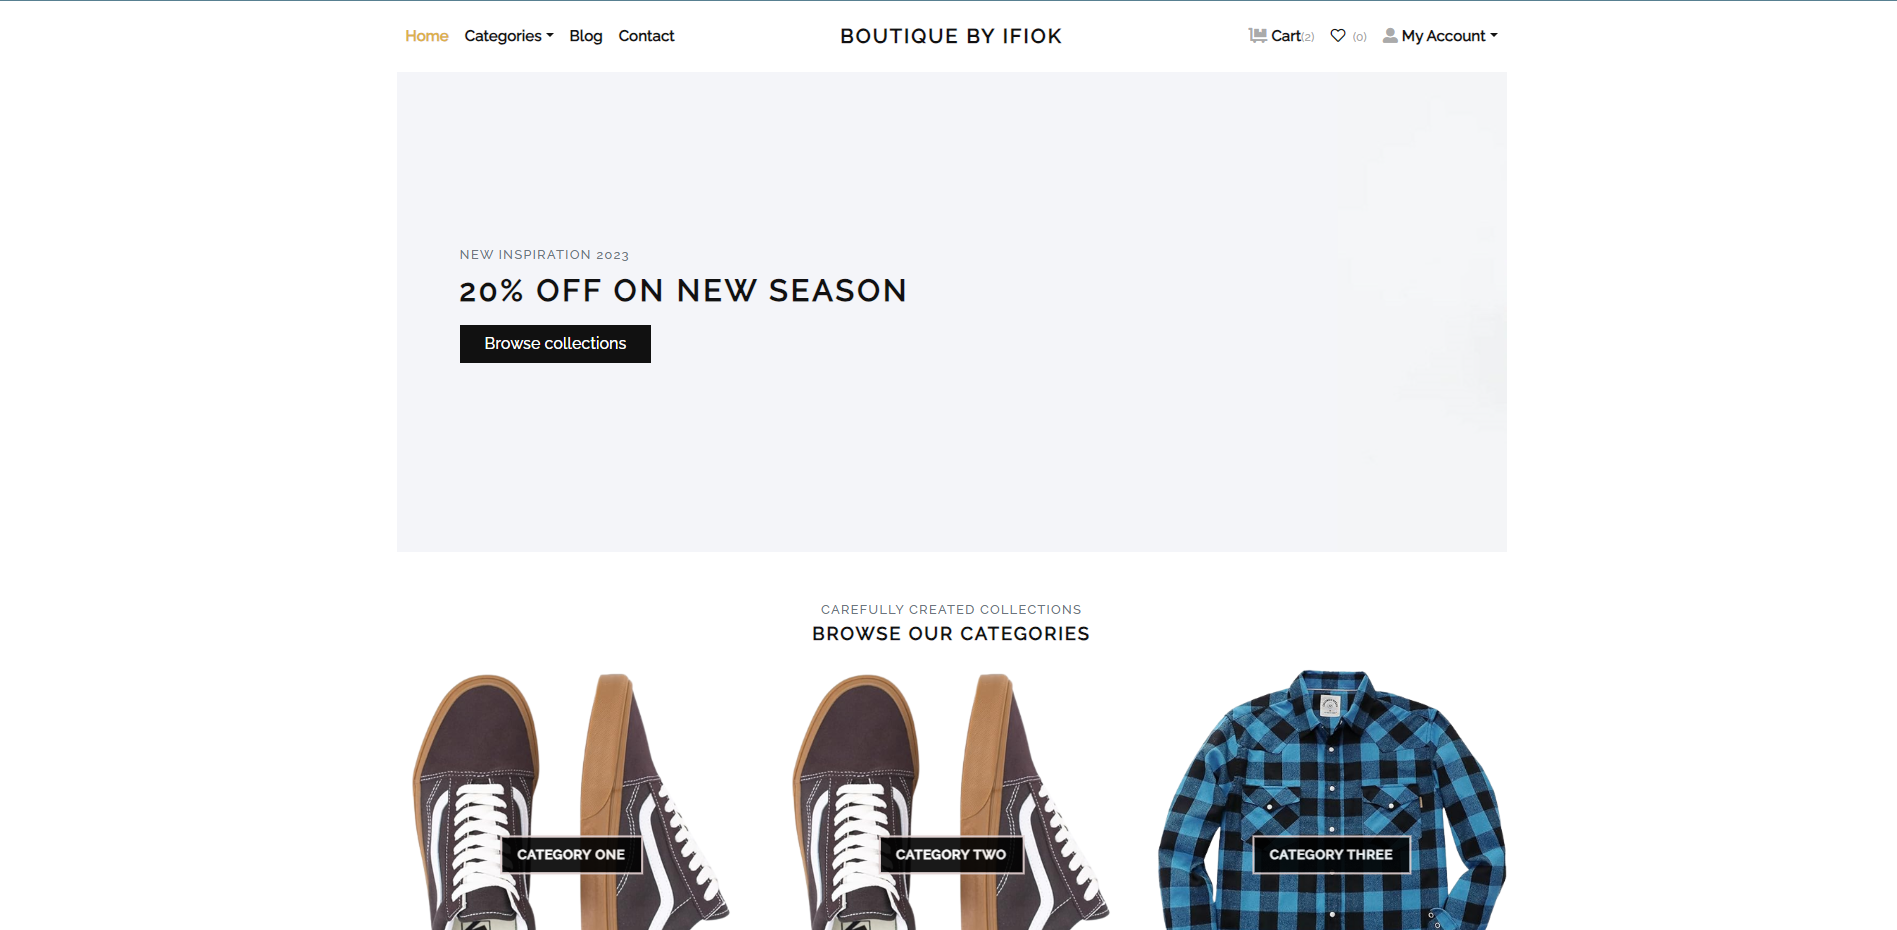 Home Categories Blog Contact BOUTIQUE BY IFIOK Cart(2) (0) My Account
NEW INSPIRATION 2023
20% OFF ON NEW SEASON
Browse collections
CAREFULLY CREATED COLLECTIONS
BROWSE OUR CATEGORIES
CATEGORY ONE
CATEGORY TWO
CATEGORY THREE